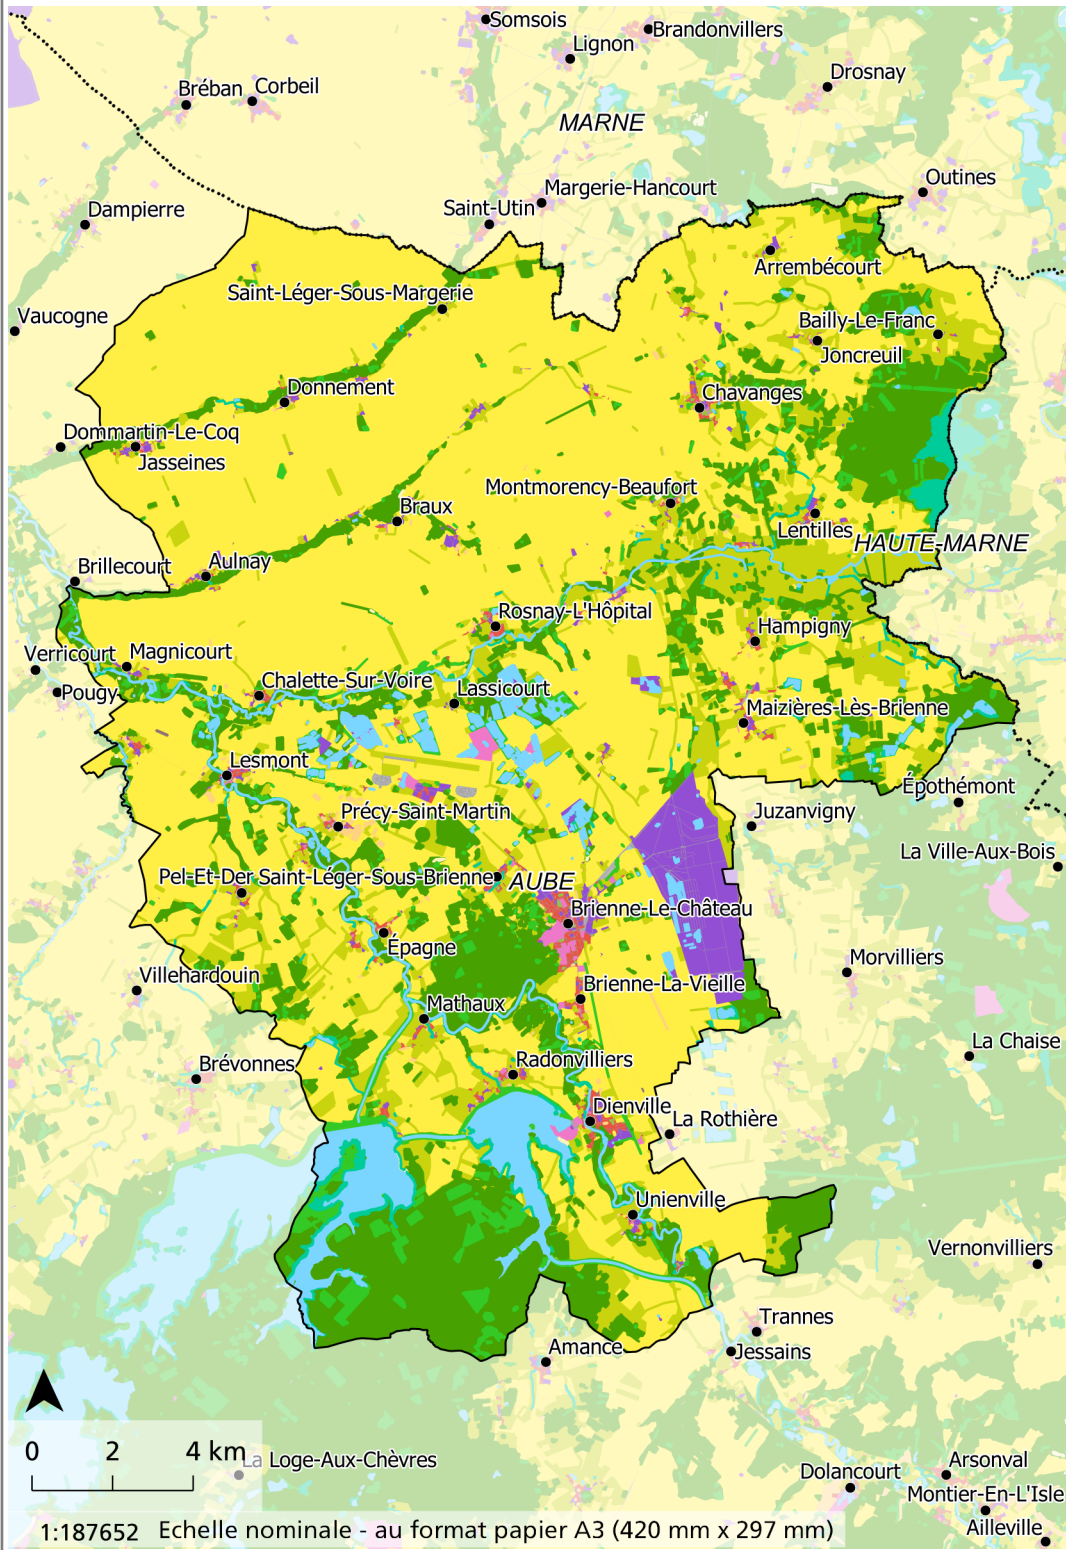 Somsois
Brandonvillers
Lignon
Drosnay
Bréban
Corbeil
MARNE
Outines
Margerie-Hancourt
Dampierre
Saint-Utin
Arrembécourt
Saint-Léger-Sous-Margerie
Vaucogne
Bailly-Le-Franc
Joncreuil
Donnement
Chavanges
Dommartin-Le-Coq
Jasseines
Montmorency-Beaufort
Braux
Lentilles
HAUTE-MARNE
Brillecourt
Aulnay
Rosnay-L'Hôpital
Hampigny
Verricourt
Magnicourt
Chalette-Sur-Voire
Lassicourt
Pougy
Maizières-Lès-Brienne
Lesmont
Épothémont
Précy-Saint-Martin
Juzanvigny
La Ville-Aux-Bois
Pel-Et-Der
Saint-Léger-Sous-Brienne
AUBE
Brienne-Le-Château
Épagne
Morvilliers
Villehardouin
Brienne-La-Vieille
Mathaux
La Chaise
Brévonnes
Radonvilliers
Dienville
La Rothière
Unienville
Vernonvilliers
Trannes
Amance
Jessains
0 2 4 km
La Loge-Aux-Chèvres
Arsonval
Dolancourt
Montier-En-L'Isle
Ailleville
1:187652 Echelle nominale - au format papier A3 (420 mm x 297 mm)